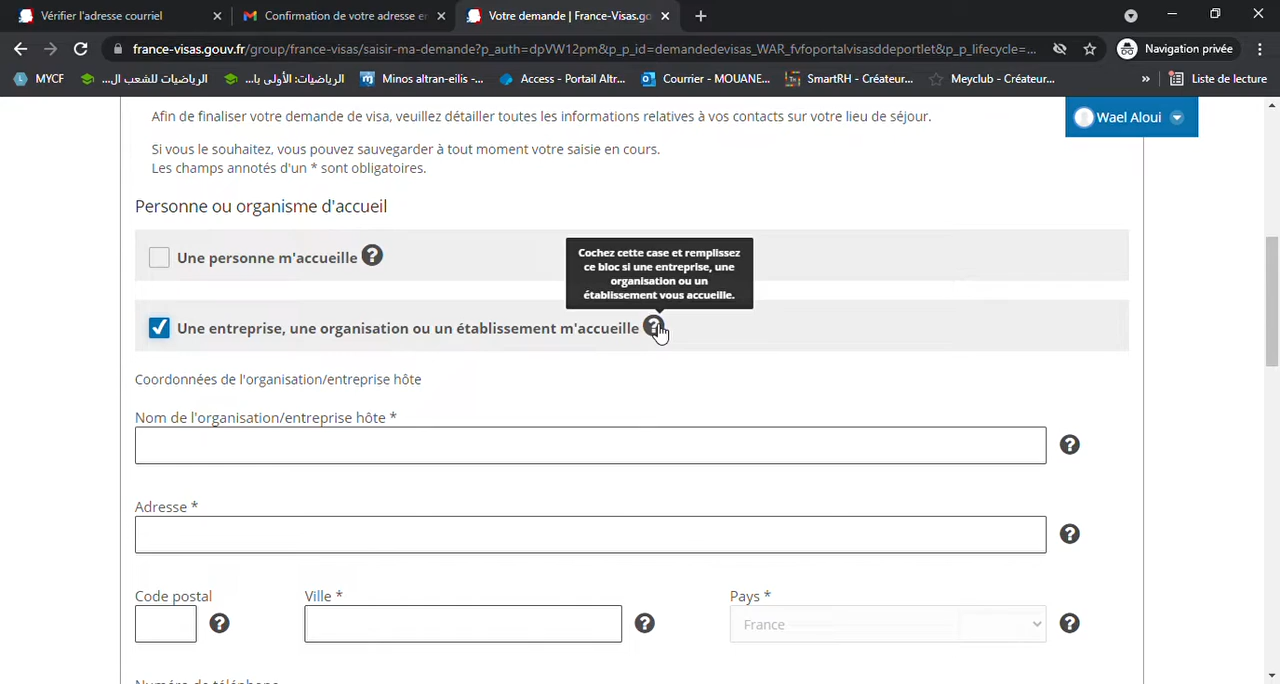 Vérifier l'adresse courriel
Confirmation de votre adresse e
Votre demande | France-Visas.go
france-visas.gouv.fr/group/france-visas/saisir-ma-demande?p_auth=dpVW12pm&p_p_id=demandedevisas_WAR_fvfoportalvisasddeportlet&p_p_lifecycle=...
Navigation privée
MYCF
الرياضيات للشعب ال...
الرياضيات: الأولى با...
Minos altran-eilis -...
Access - Portail Altr...
Courrier - MOUANE...
SmartRH - Créateur...
Meyclub - Créateur...
»
Liste de lecture
Wael Aloui
Afin de finaliser votre demande de visa, veuillez détailler toutes les informations relatives à vos contacts sur votre lieu de séjour.
Si vous le souhaitez, vous pouvez sauvegarder à tout moment votre saisie en cours.
Les champs annotés d'un * sont obligatoires.
Personne ou organisme d'accueil
Une personne m'accueille ?
Cochez cette case et remplissez
ce bloc si une entreprise, une
organisation ou un
établissement vous accueille.
Une entreprise, une organisation ou un établissement m'accueille ?
Coordonnées de l'organisation/entreprise hôte
Nom de l'organisation/entreprise hôte *
?
Adresse *
?
Code postal
?
Ville *
?
Pays *
France
?
Numéro de téléphone